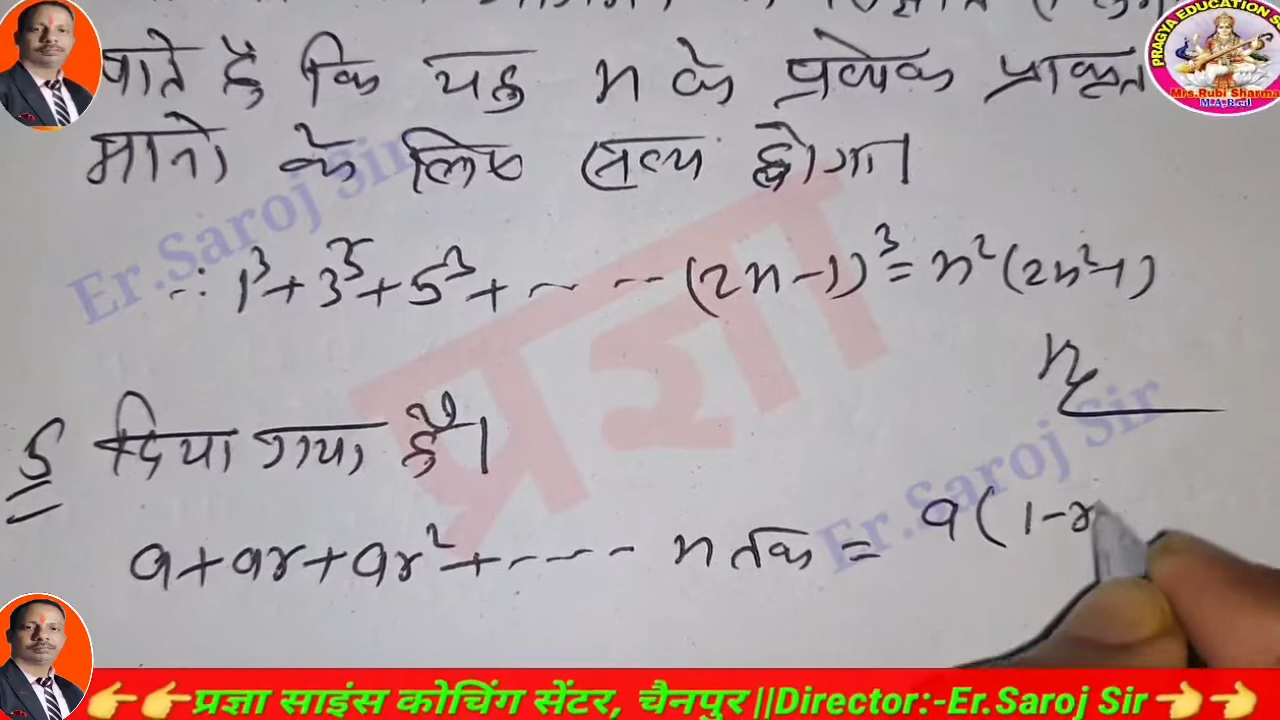 पाते है कि यह n के प्रत्येक प्राकृत
मानो के लिए सत्य होगा।
∴ 1³+3³+5³+ - - - - (2n-1)³ = n²(2n²-1)
5 दिया गया है।
a+ar+ar²+ - - - - n तक = a(1-r
Er.Saroj Sir
प्रज्ञा
Er.Saroj Sir
PRAGYA EDUCATION S
Mrs.Rubi Sharma
M.A,B.ed
👉👉प्रज्ञा साइंस कोचिंग सेंटर, चैनपुर||Director:-Er.Saroj Sir👈👈